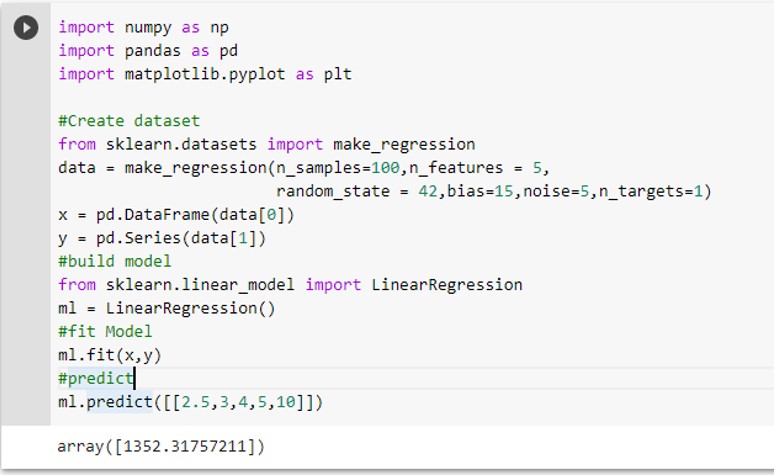 import numpy as np
import pandas as pd
import matplotlib.pyplot as plt
#Create dataset
from sklearn.datasets import make_regression
data = make_regression(n_samples=100,n_features = 5,
random_state = 42,bias=15,noise=5,n_targets=1)
x = pd.DataFrame(data[0])
y = pd.Series(data[1])
#build model
from sklearn.linear_model import LinearRegression
ml = LinearRegression()
#fit Model
ml.fit(x,y)
#predict
ml.predict([[2.5,3,4,5,10]])
array([1352.31757211])